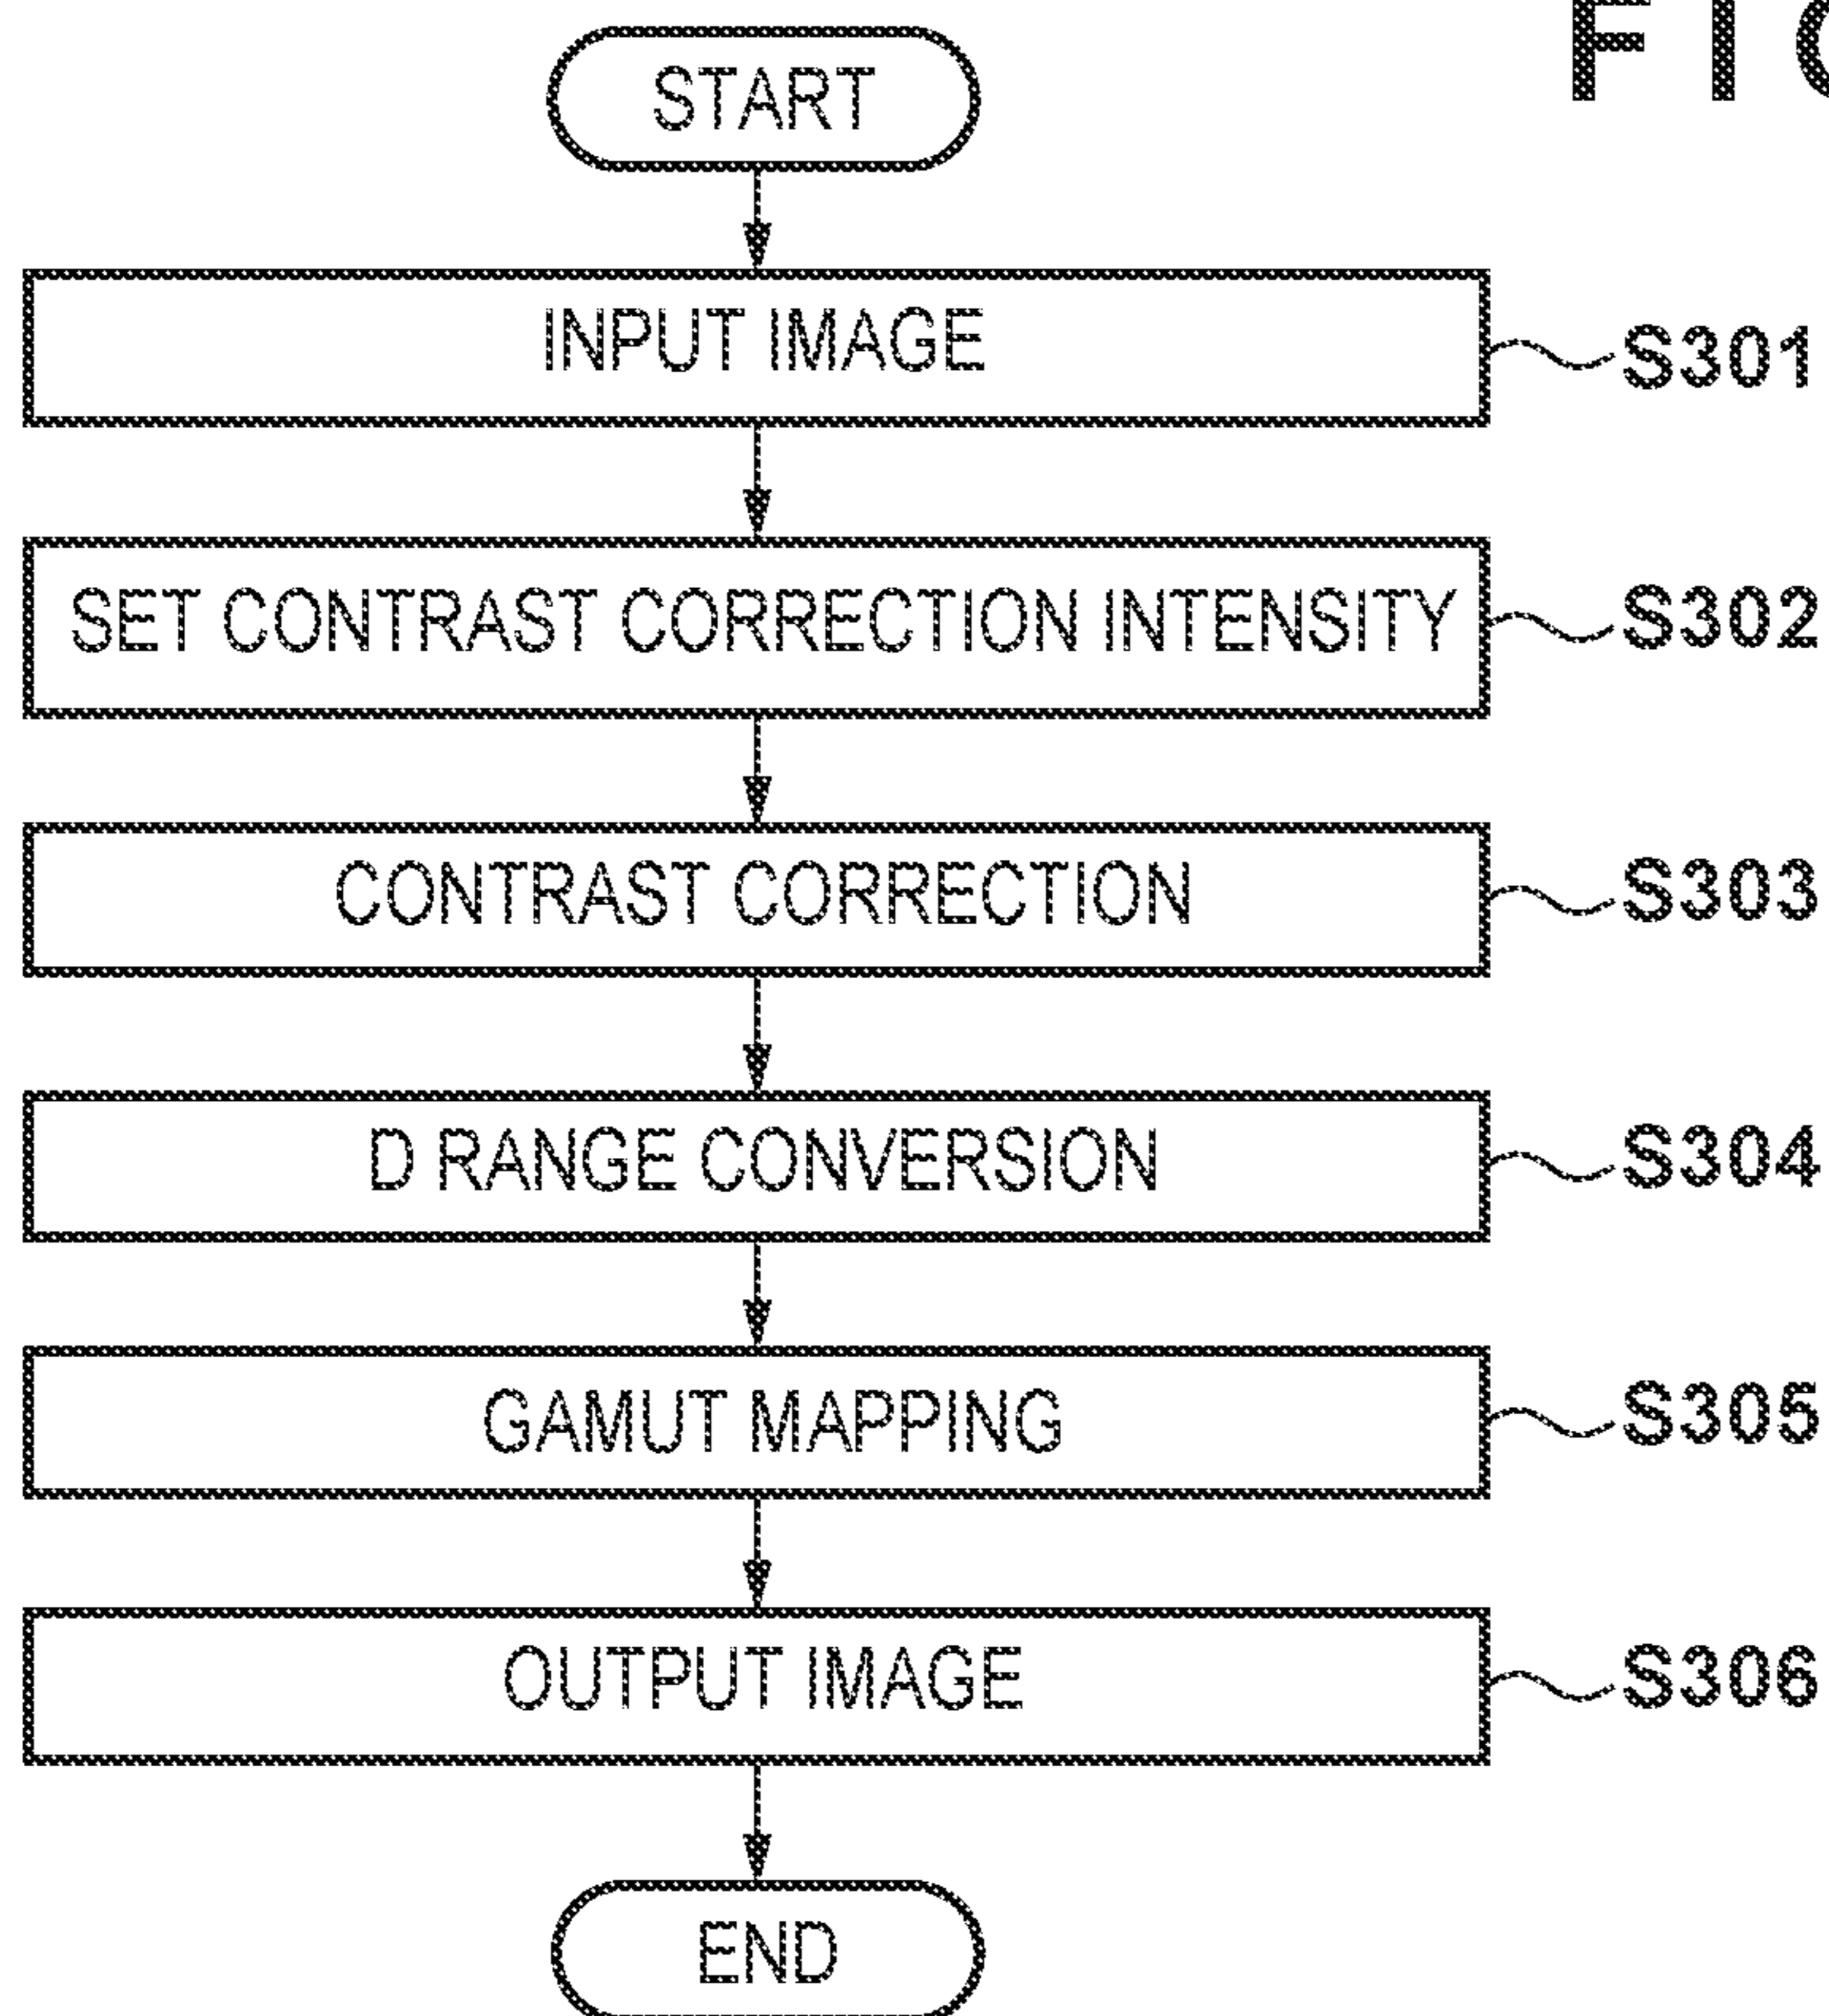 START
INPUT IMAGE
S301
SET CONTRAST CORRECTION INTENSITY
S302
CONTRAST CORRECTION
S303
D RANGE CONVERSION
S304
GAMUT MAPPING
S305
OUTPUT IMAGE
S306
END